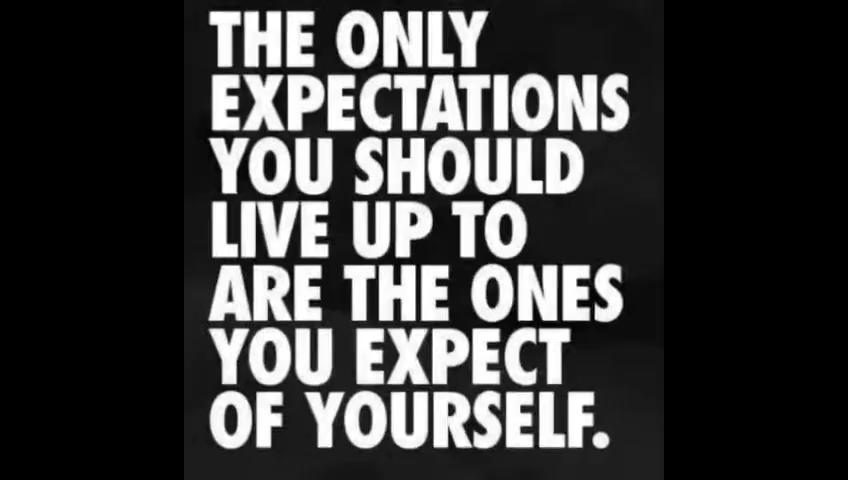 THE ONLY
EXPECTATIONS
YOU SHOULD
LIVE UP TO
ARE THE ONES
YOU EXPECT
OF YOURSELF.